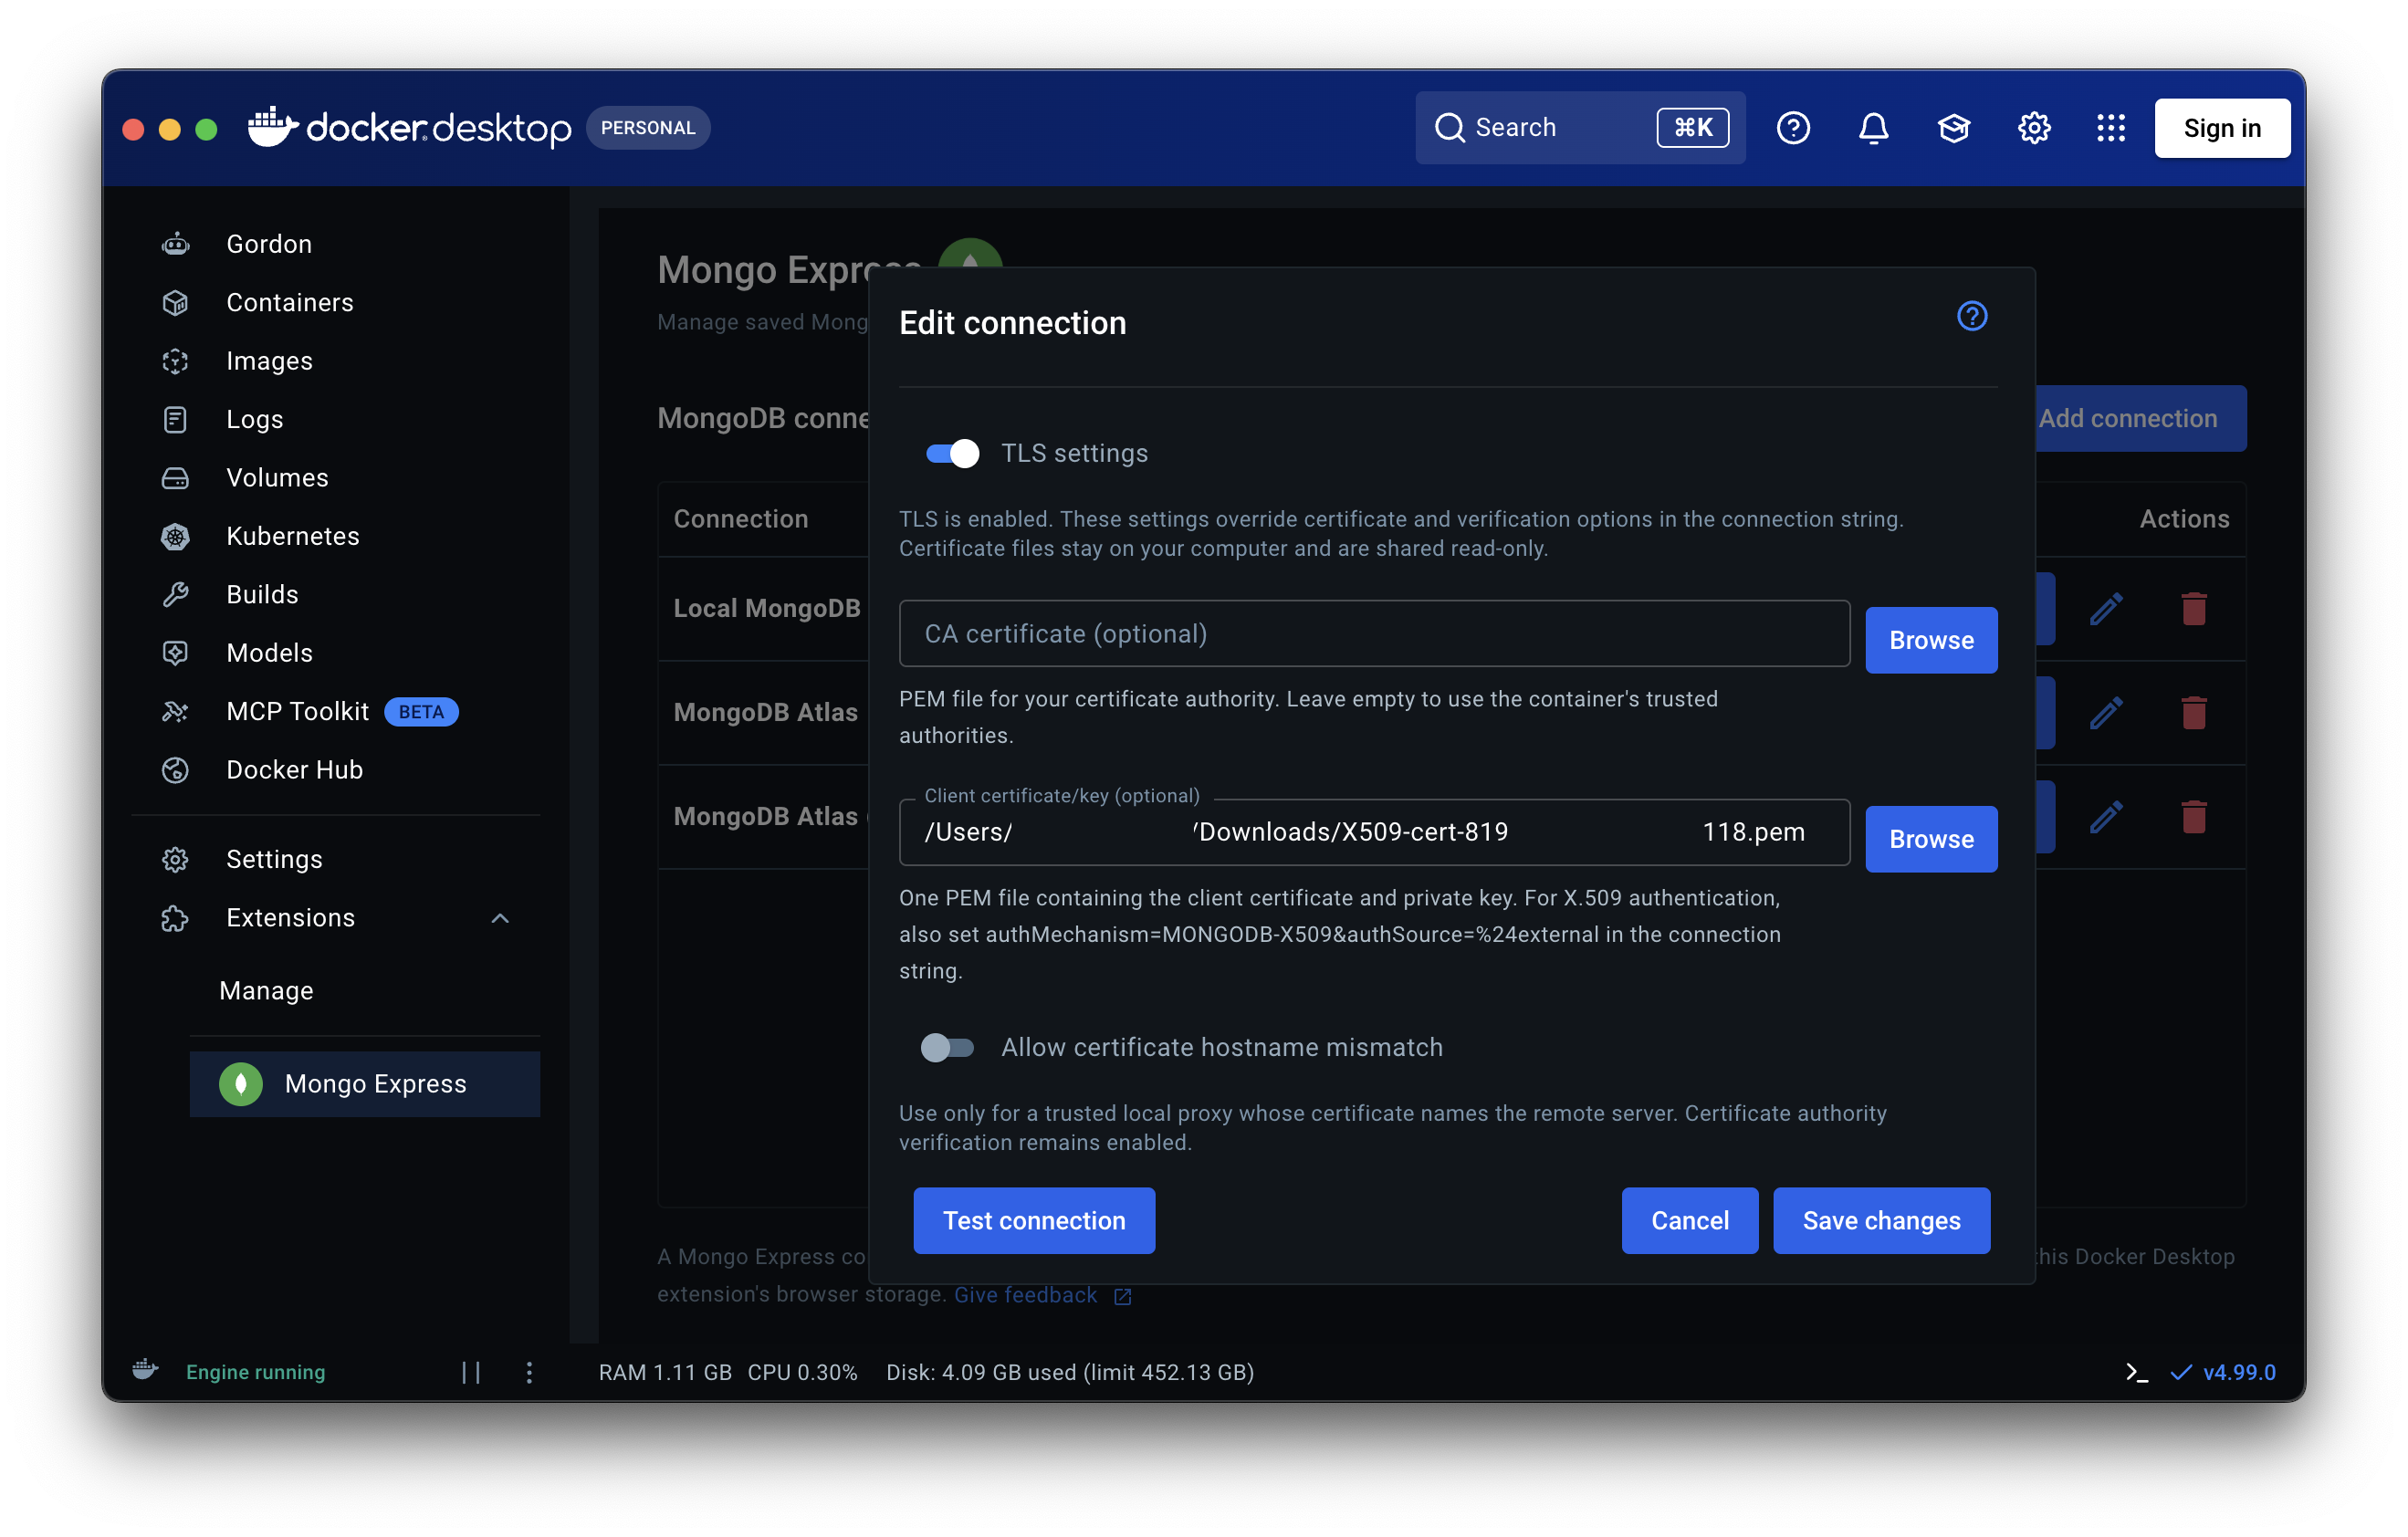 docker.desktop PERSONAL
Search ⌘K
Sign in
Gordon
Containers
Images
Logs
Volumes
Kubernetes
Builds
Models
MCP Toolkit BETA
Docker Hub
Settings
Extensions
Manage
Mongo Express
Mongo Express
Manage saved Mong
MongoDB conne
Add connection
Connection
Actions
Local MongoDB
MongoDB Atlas
MongoDB Atlas
Edit connection
TLS settings
TLS is enabled. These settings override certificate and verification options in the connection string.
Certificate files stay on your computer and are shared read-only.
CA certificate (optional)
Browse
PEM file for your certificate authority. Leave empty to use the container's trusted
authorities.
Client certificate/key (optional)
/Users/ /Downloads/X509-cert-819 118.pem
Browse
One PEM file containing the client certificate and private key. For X.509 authentication,
also set authMechanism=MONGODB-X509&authSource=%24external in the connection
string.
Allow certificate hostname mismatch
Use only for a trusted local proxy whose certificate names the remote server. Certificate authority
verification remains enabled.
Test connection
Cancel
Save changes
A Mongo Express co
this Docker Desktop
extension's browser storage. Give feedback
Engine running
RAM 1.11 GB CPU 0.30% Disk: 4.09 GB used (limit 452.13 GB)
v4.99.0